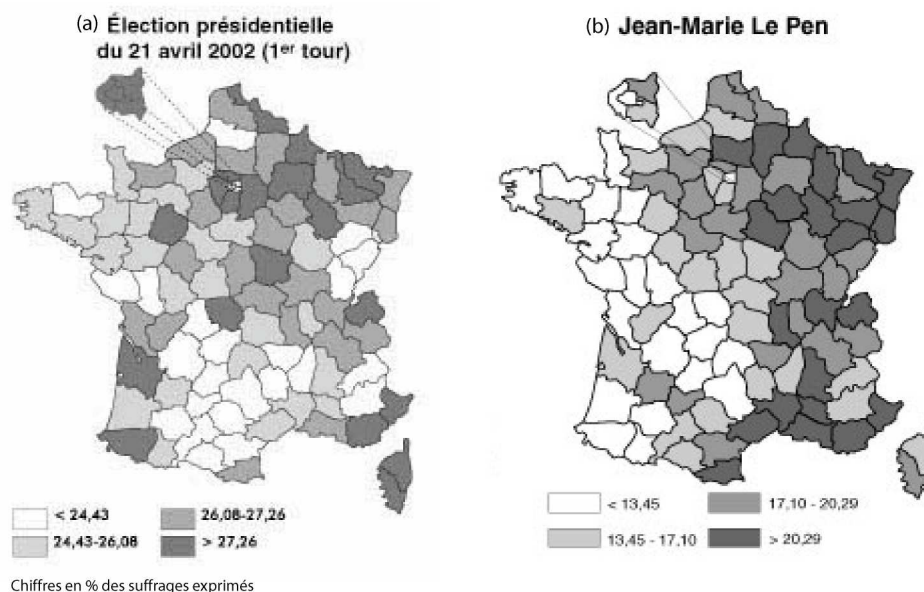 (a) Élection présidentielle
du 21 avril 2002 (1er tour)
(b) Jean-Marie Le Pen
< 24,43
26,08-27,26
24,43-26,08
> 27,26
< 13,45
17,10 - 20,29
13,45 - 17,10
> 20,29
Chiffres en % des suffrages exprimés